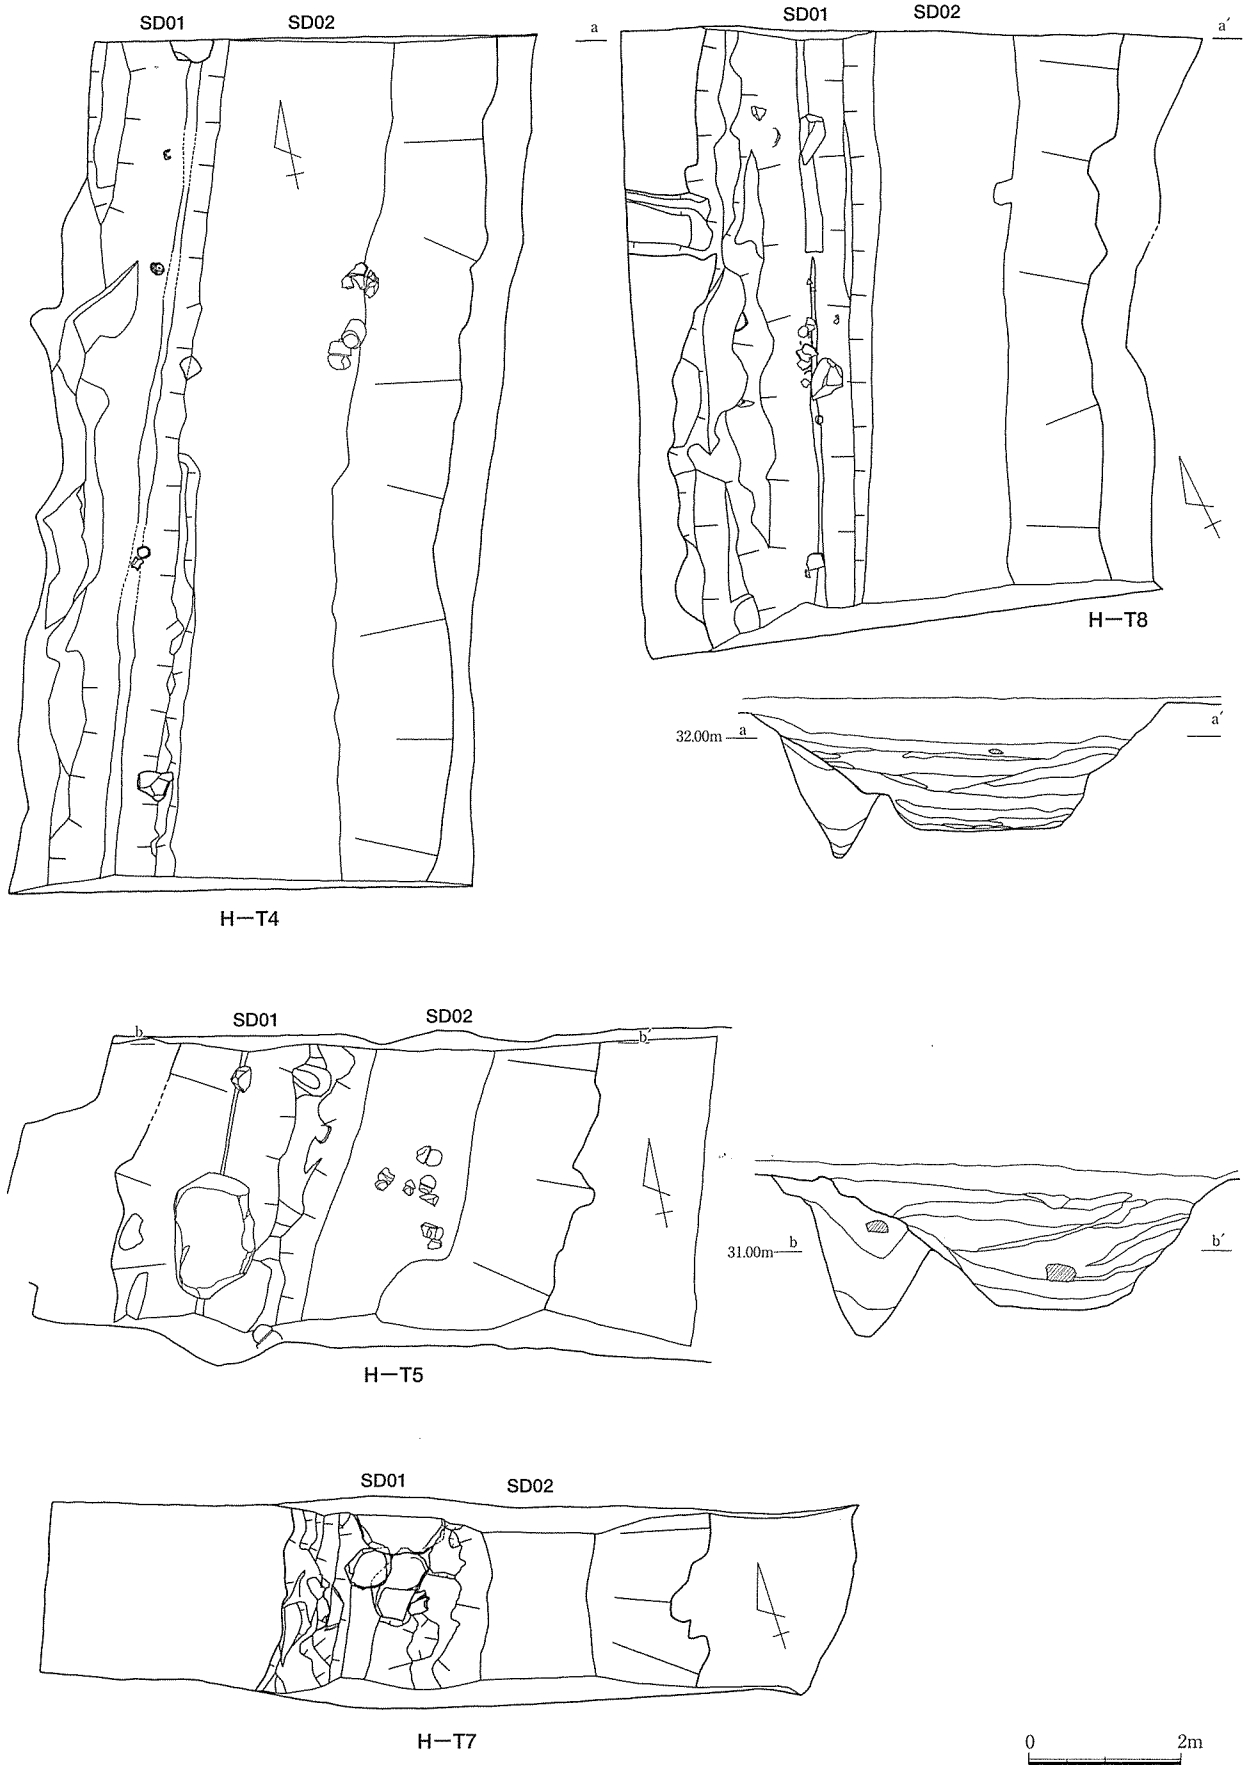 SD01 SD02
a SD01 SD02 a′
H—T4
H—T8
32.00m a a′
SD01 SD02
b b′
H—T5
31.00m b b′
SD01 SD02
H—T7
0 2m